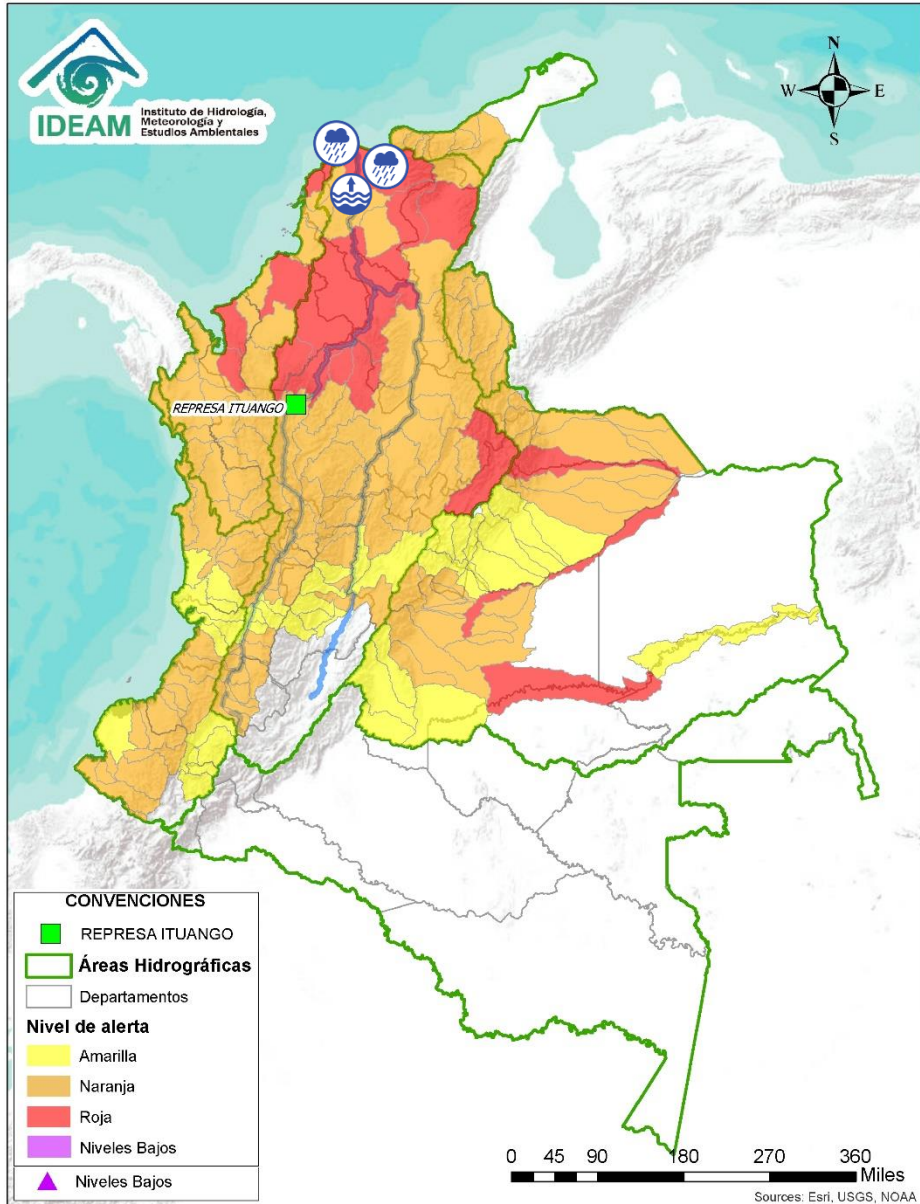 IDEAM
Instituto de Hidrología,
Meteorología y
Estudios Ambientales
N
W E
S
REPRESA ITUANGO
CONVENCIONES
REPRESA ITUANGO
Áreas Hidrográficas
Departamentos
Nivel de alerta
Amarilla
Naranja
Roja
Niveles Bajos
Niveles Bajos
0 45 90 180 270 360
Miles
Sources: Esri, USGS, NOAA